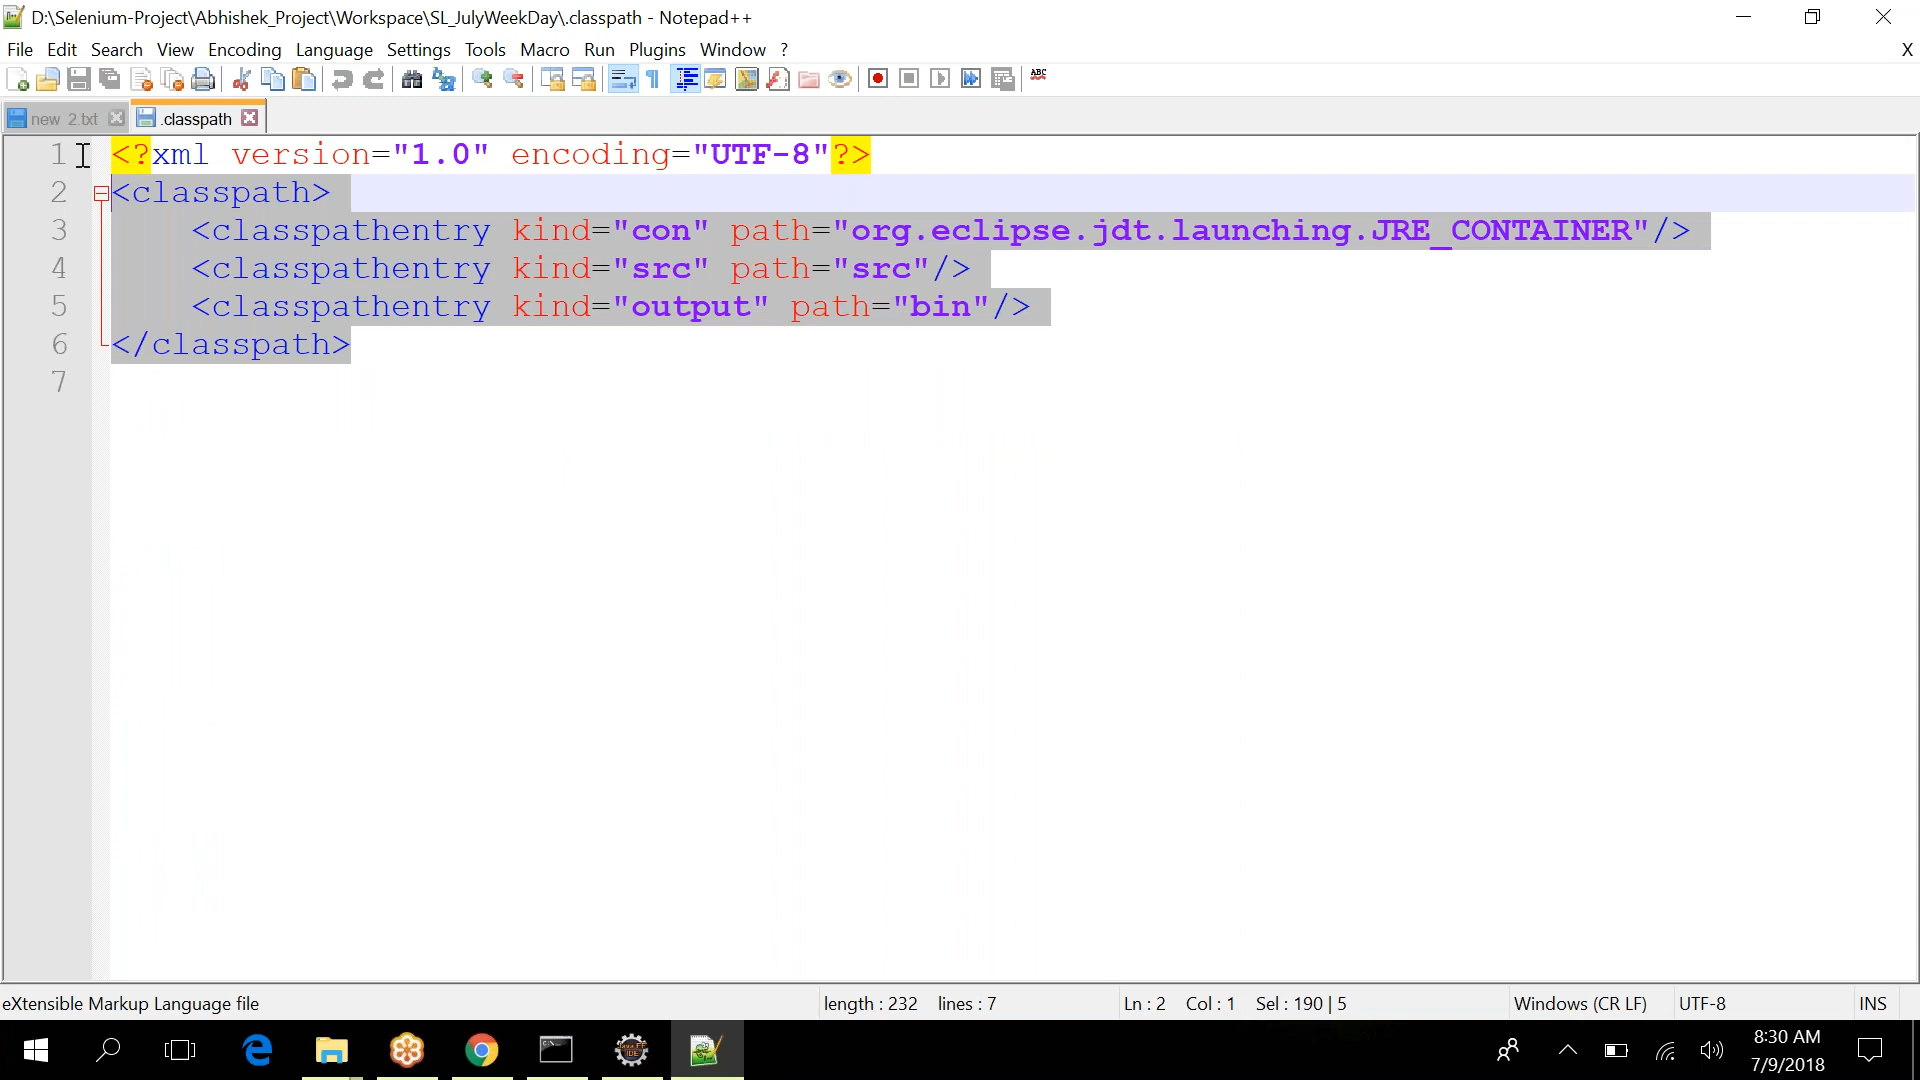 D:\Selenium-Project\Abhishek_Project\Workspace\SL_JulyWeekDay\.classpath - Notepad++
File Edit Search View Encoding Language Settings Tools Macro Run Plugins Window ?
X
ABC
new 2.txt .classpath
1 <?xml version="1.0" encoding="UTF-8"?>
2 <classpath>
3 <classpathentry kind="con" path="org.eclipse.jdt.launching.JRE_CONTAINER"/>
4 <classpathentry kind="src" path="src"/>
5 <classpathentry kind="output" path="bin"/>
6 </classpath>
7
eXtensible Markup Language file length : 232 lines : 7 Ln : 2 Col : 1 Sel : 190 | 5 Windows (CR LF) UTF-8 INS
8:30 AM
7/9/2018